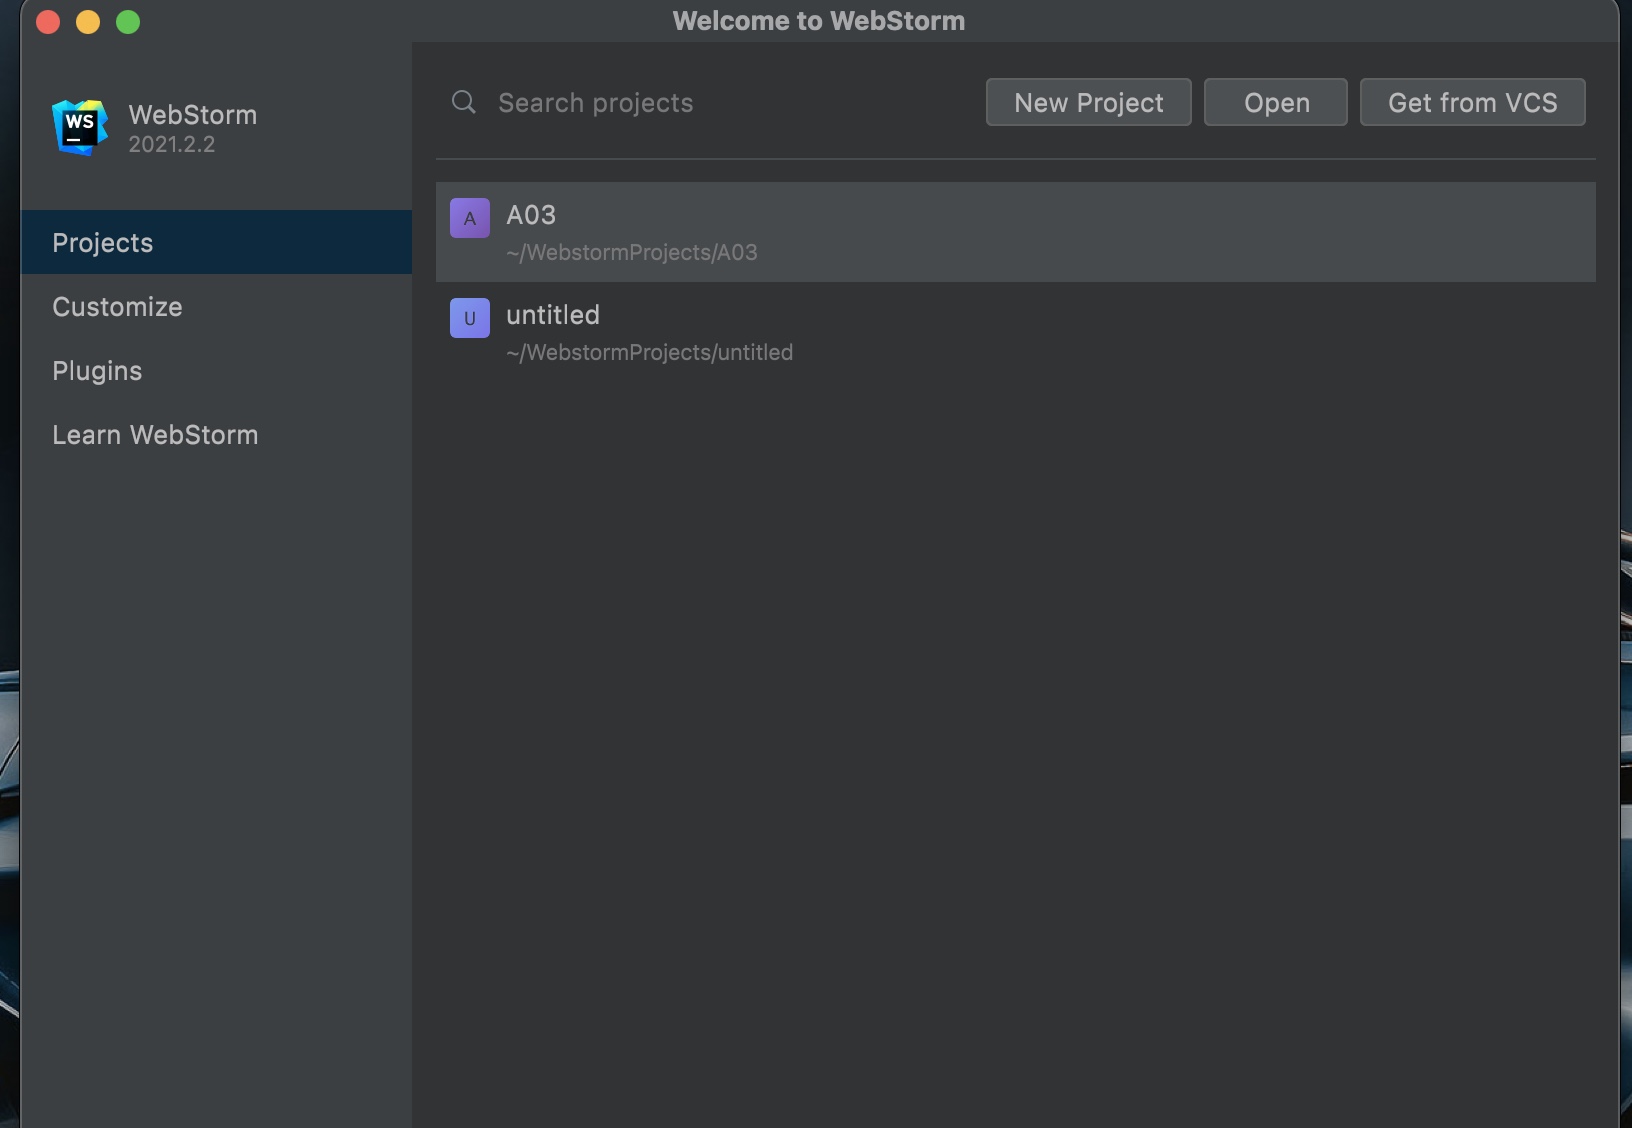 Welcome to WebStorm
WS
WebStorm
2021.2.2
Search projects
New Project
Open
Get from VCS
Projects
Customize
Plugins
Learn WebStorm
A
A03
~/WebstormProjects/A03
U
untitled
~/WebstormProjects/untitled